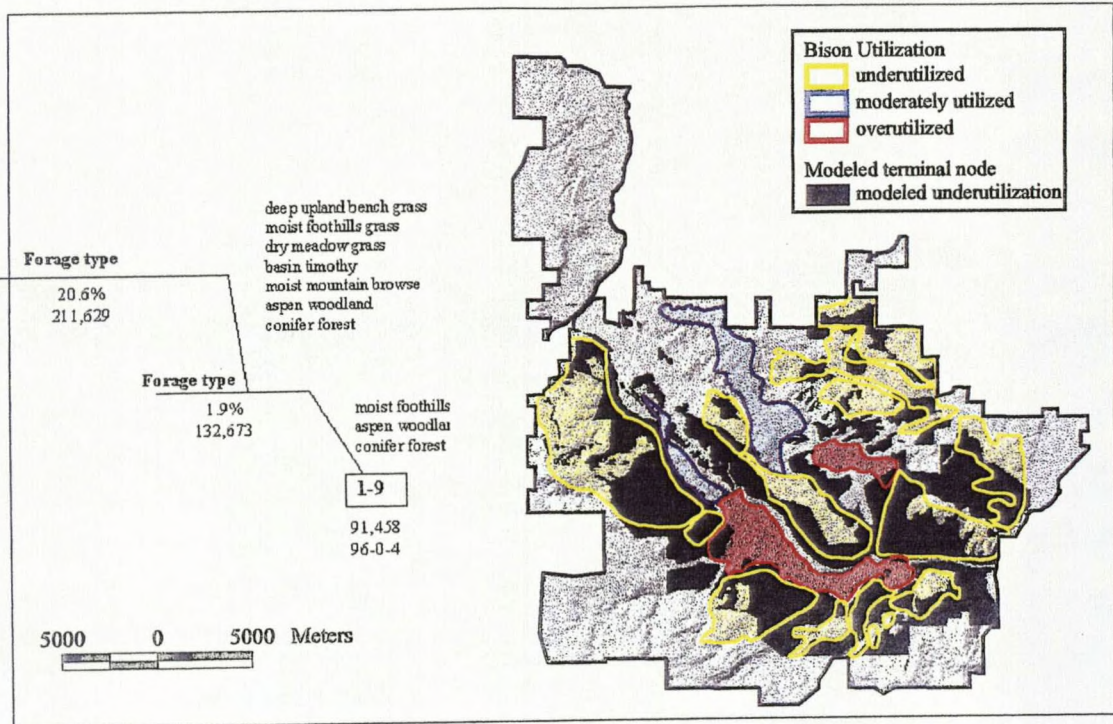 Bison Utilization
underutilized
moderately utilized
overutilized
Modeled terminal node
modeled underutilization
deep upland bench grass
moist foothills grass
dry meadow grass
basin timothy
moist mountain browse
aspen woodland
conifer forest
Forage type
20.6%
211,629
Forage type
1.9%
132,673
moist foothills
aspen woodlar
conifer forest
1-9
91,458
96-0-4
5000 0 5000 Meters